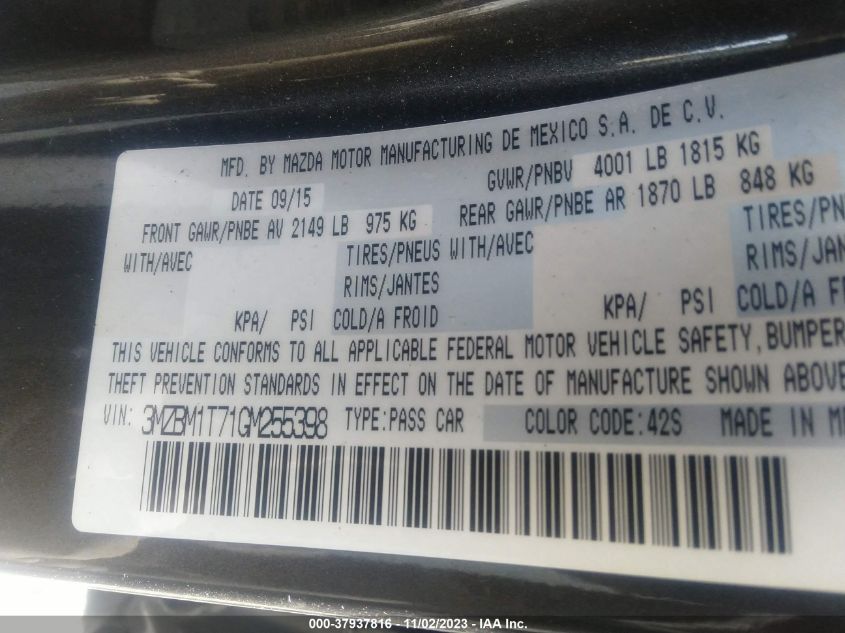 MFD. BY MAZDA MOTOR MANUFACTURING DE MEXICO S.A. DE C.V.
DATE 09/15 GVWR/PNBV 4001 LB 1815 KG
FRONT GAWR/PNBE AV 2149 LB 975 KG REAR GAWR/PNBE AR 1870 LB 848 KG
WITH/AVEC TIRES/PNEUS WITH/AVEC TIRES/PN
RIMS/JANTES RIMS/JAN
KPA/ PSI COLD/A FROID KPA/ PSI COLD/A F
THIS VEHICLE CONFORMS TO ALL APPLICABLE FEDERAL MOTOR VEHICLE SAFETY, BUMPER
THEFT PREVENTION STANDARDS IN EFFECT ON THE DATE OF MANUFACTURE SHOWN ABOVE
VIN: 3MZBM1T71GM255398 TYPE:PASS CAR COLOR CODE:42S MADE IN M
000-37937816 - 11/02/2023 - IAA Inc.